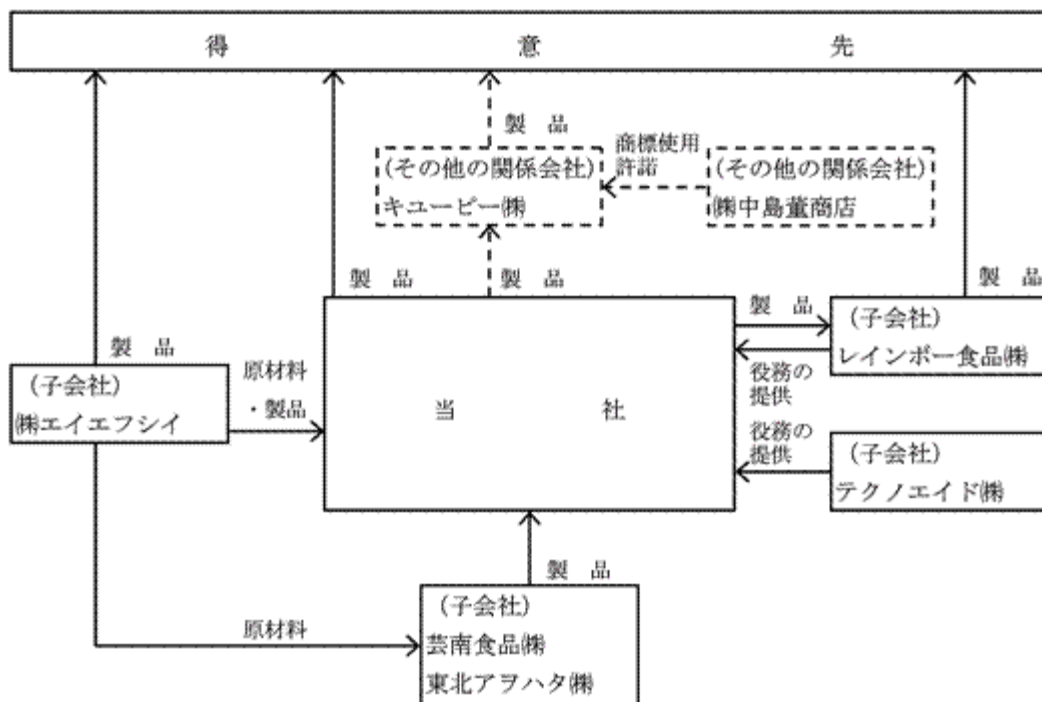 得意先
製品
商標使用
許諾
(その他の関係会社)
キユーピー㈱
(その他の関係会社)
㈱中島董商店
製品
製品
製品
製品
(子会社)
レインボー食品㈱
製品
(子会社)
㈱エイエフシイ
原材料
・製品
当社
役務の
提供
役務の
提供
(子会社)
テクノエイド㈱
製品
(子会社)
芸南食品㈱
東北アヲハタ㈱
原材料